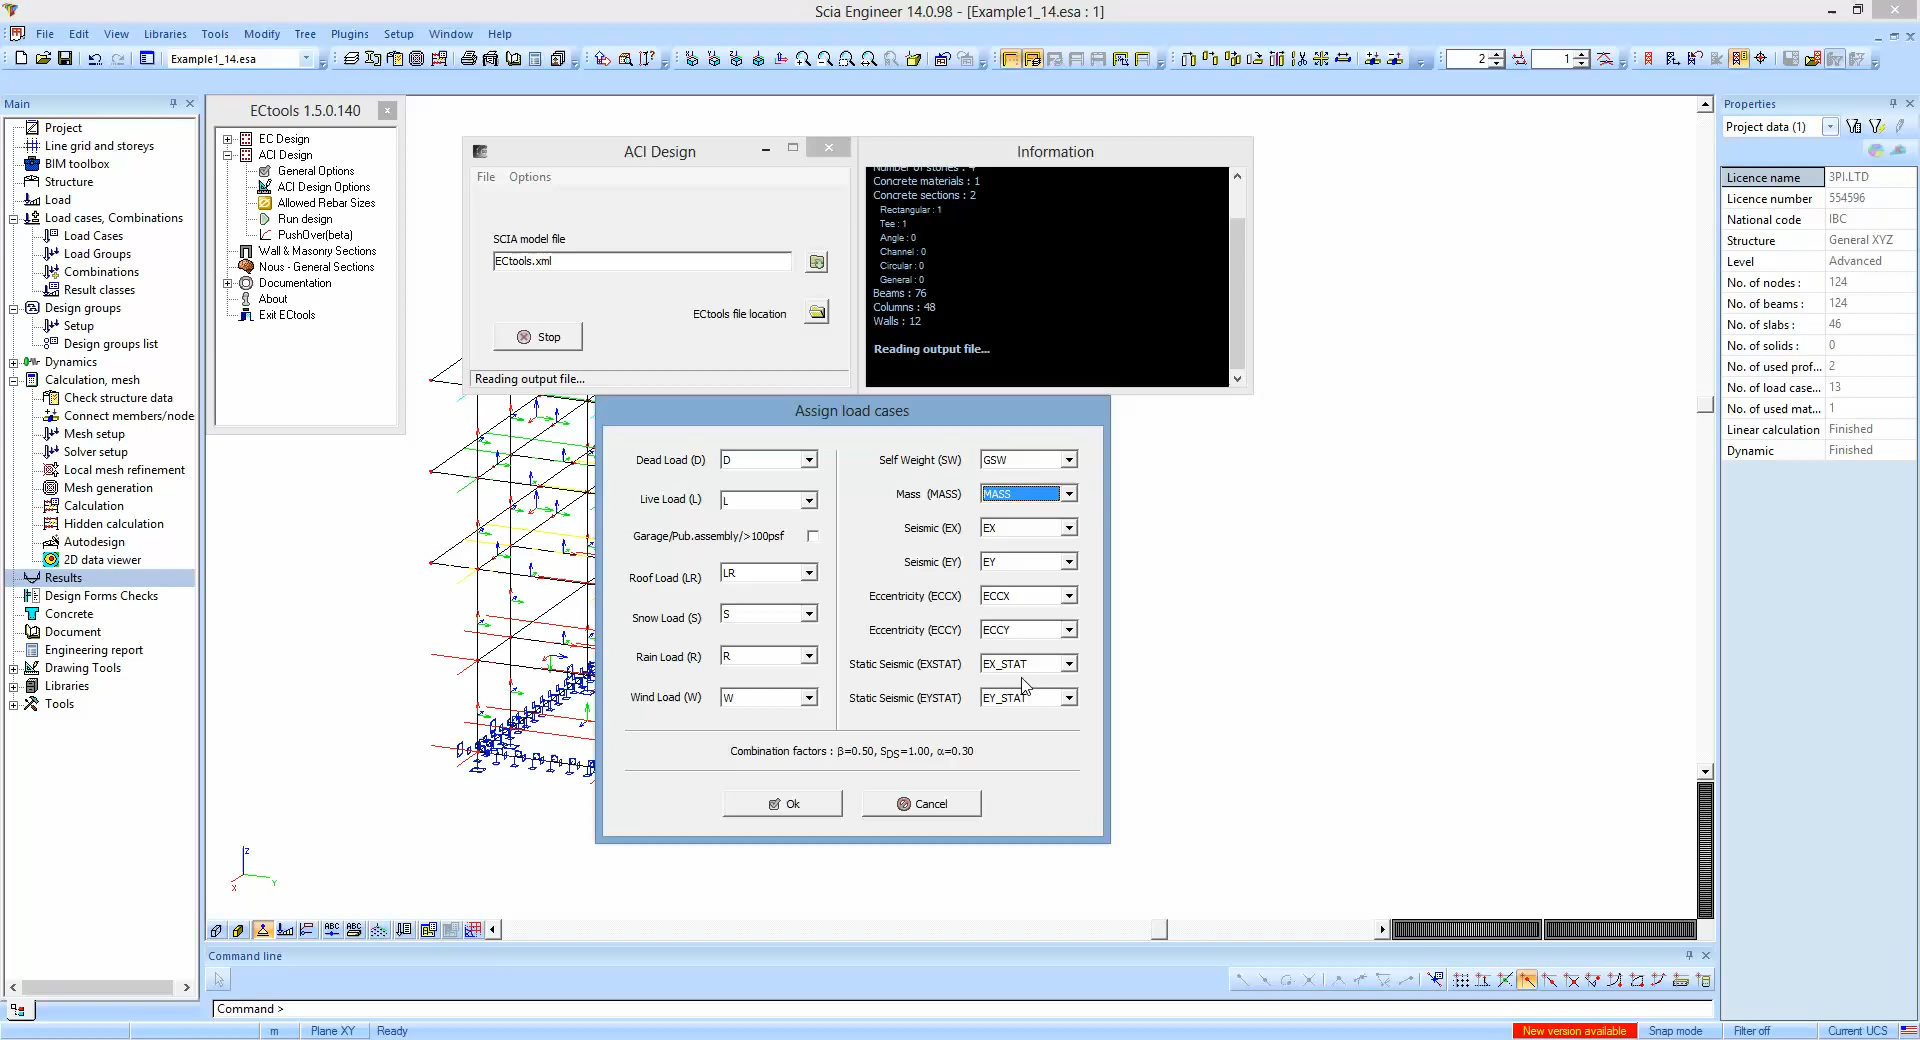 Scia Engineer 14.0.98 - [Example1_14.esa : 1]
File Edit View Libraries Tools Modify Tree Plugins Setup Window Help
Example1_14.esa
2
1
Main
Project
Line grid and storeys
BIM toolbox
Structure
Load
Load cases, Combinations
Load Cases
Load Groups
Combinations
Result classes
Design groups
Setup
Design groups list
Dynamics
Calculation, mesh
Check structure data
Connect members/node
Mesh setup
Solver setup
Local mesh refinement
Mesh generation
Calculation
Hidden calculation
Autodesign
2D data viewer
Results
Design Forms Checks
Concrete
Document
Engineering report
Drawing Tools
Libraries
Tools
ECtools 1.5.0.140
EC Design
ACI Design
General Options
ACI Design Options
Allowed Rebar Sizes
Run design
PushOver(beta)
Wall & Masonry Sections
Nous - General Sections
Documentation
About
Exit ECtools
ACI Design
File Options
SCIA model file
ECtools.xml
ECtools file location
Stop
Reading output file...
Information
Number of stories : 4
Concrete materials : 1
Concrete sections : 2
Rectangular : 1
Tee : 1
Angle : 0
Channel : 0
Circular : 0
General : 0
Beams : 76
Columns : 48
Walls : 12
Reading output file...
Assign load cases
Dead Load (D) D
Live Load (L) L
Garage/Pub.assembly/>100psf
Roof Load (LR) LR
Snow Load (S) S
Rain Load (R) R
Wind Load (W) W
Self Weight (SW) GSW
Mass (MASS) MASS
Seismic (EX) EX
Seismic (EY) EY
Eccentricity (ECCX) ECCX
Eccentricity (ECCY) ECCY
Static Seismic (EXSTAT) EX_STAT
Static Seismic (EYSTAT) EY_STAT
Combination factors : β=0.50, SDS=1.00, α=0.30
Ok Cancel
Z
X
Y
ABC
ABC
Properties
Project data (1)
Licence name 3PI.LTD
Licence number 554596
National code IBC
Structure General XYZ
Level Advanced
No. of nodes : 124
No. of beams : 124
No. of slabs : 46
No. of solids : 0
No. of used prof... 2
No. of load case... 13
No. of used mat... 1
Linear calculation Finished
Dynamic Finished
Command line
Command >
m Plane XY Ready
New version available Snap mode Filter off Current UCS